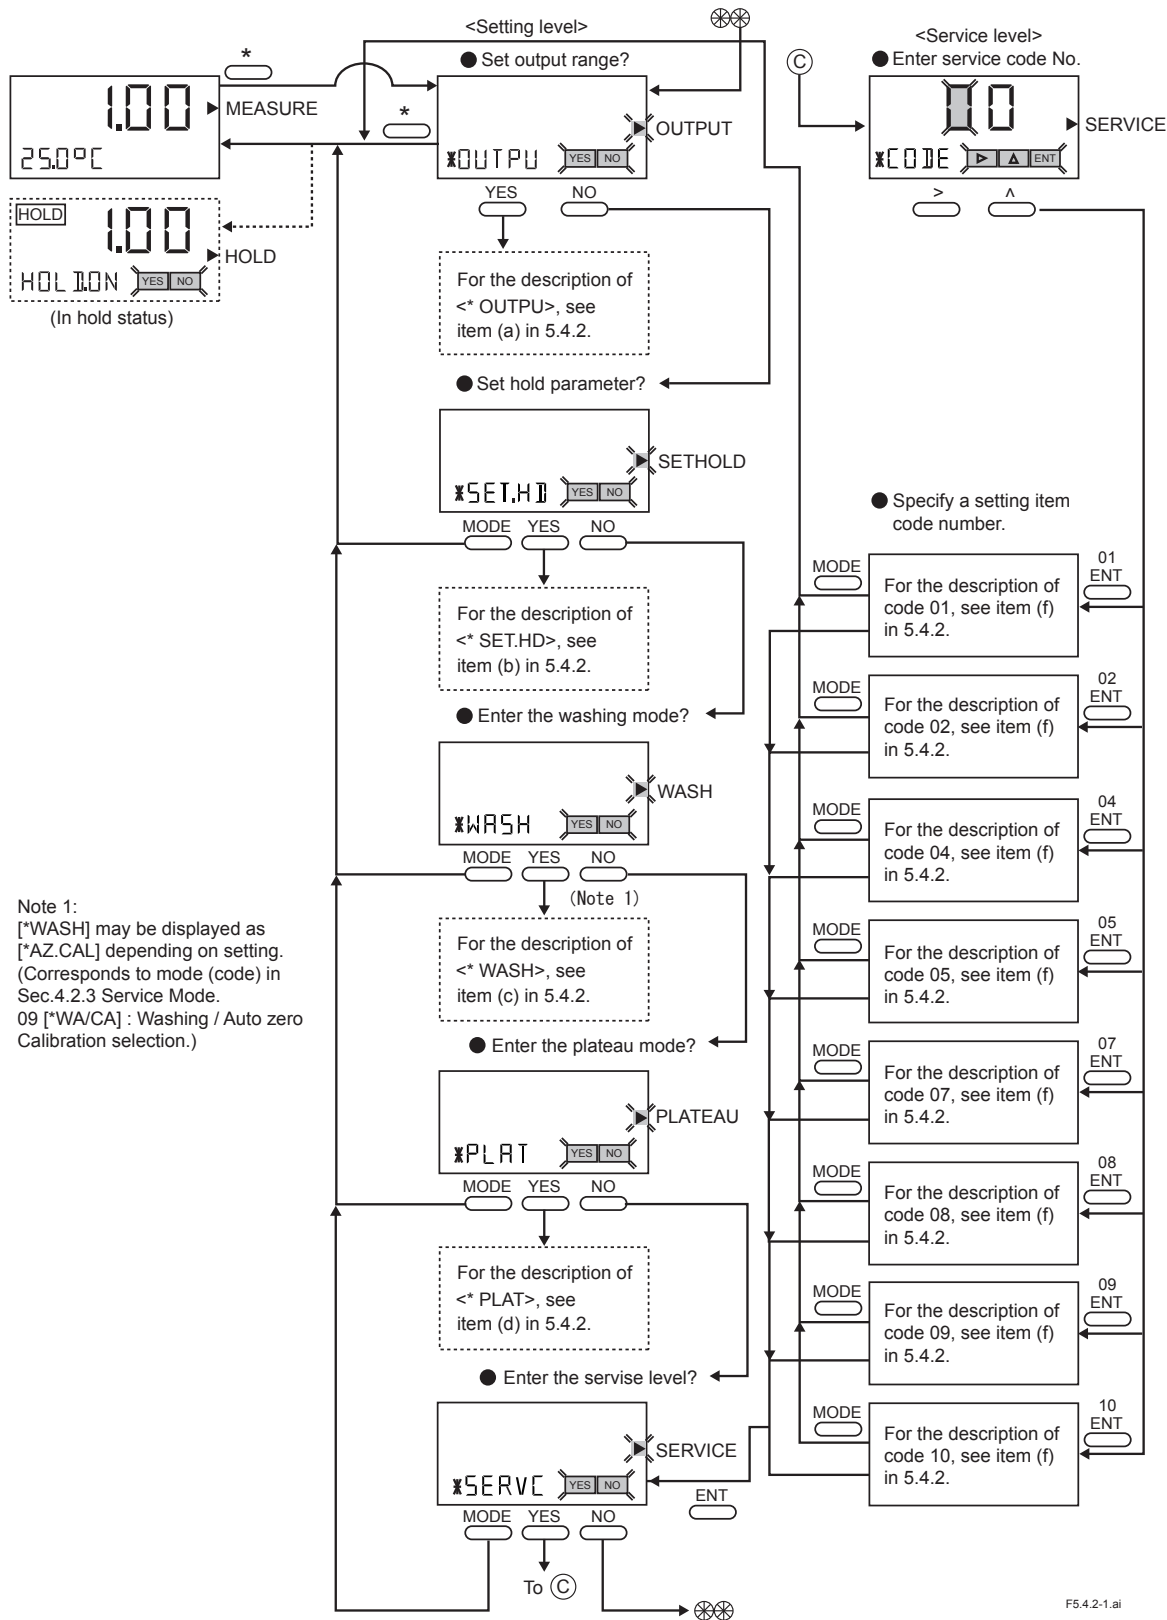 <Setting level>
● Set output range?
*
1.00
MEASURE
25.0°C
*
OUTPUT
*OUTPU
YES NO
YES
NO
HOLD
1.00
HOLD
HOLD.ON
YES NO
(In hold status)
For the description of
<* OUTPU>, see
item (a) in 5.4.2.
● Set hold parameter?
SETHOLD
*SET.HD
YES NO
MODE
YES
NO
For the description of
<* SET.HD>, see
item (b) in 5.4.2.
● Enter the washing mode?
WASH
*WASH
YES NO
MODE
YES
NO
(Note 1)
For the description of
<* WASH>, see
item (c) in 5.4.2.
Note 1:
[*WASH] may be displayed as
[*AZ.CAL] depending on setting.
(Corresponds to mode (code) in
Sec.4.2.3 Service Mode.
09 [*WA/CA] : Washing / Auto zero
Calibration selection.)
● Enter the plateau mode?
PLATEAU
*PLAT
YES NO
MODE
YES
NO
For the description of
<* PLAT>, see
item (d) in 5.4.2.
● Enter the servise level?
SERVICE
*SERVC
YES NO
ENT
MODE
YES
NO
To Ⓒ
<Service level>
● Enter service code No.
Ⓒ
10
SERVICE
*CODE
ENT
>
^
● Specify a setting item
code number.
MODE
For the description of
code 01, see item (f)
in 5.4.2.
01
ENT
MODE
For the description of
code 02, see item (f)
in 5.4.2.
02
ENT
MODE
For the description of
code 04, see item (f)
in 5.4.2.
04
ENT
MODE
For the description of
code 05, see item (f)
in 5.4.2.
05
ENT
MODE
For the description of
code 07, see item (f)
in 5.4.2.
07
ENT
MODE
For the description of
code 08, see item (f)
in 5.4.2.
08
ENT
MODE
For the description of
code 09, see item (f)
in 5.4.2.
09
ENT
MODE
For the description of
code 10, see item (f)
in 5.4.2.
10
ENT
F5.4.2-1.ai